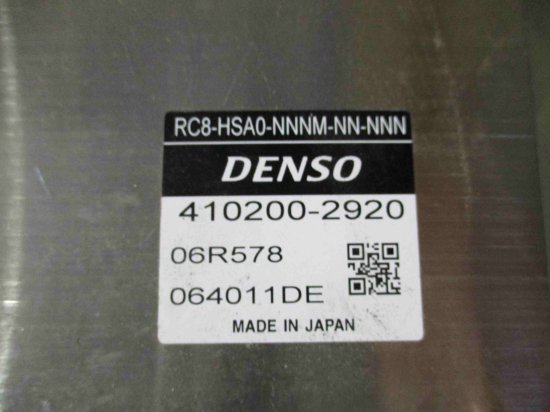 RC8-HSA0-NNNM-NN-NNN
DENSO
410200-2920
06R578
064011DE
MADE IN JAPAN